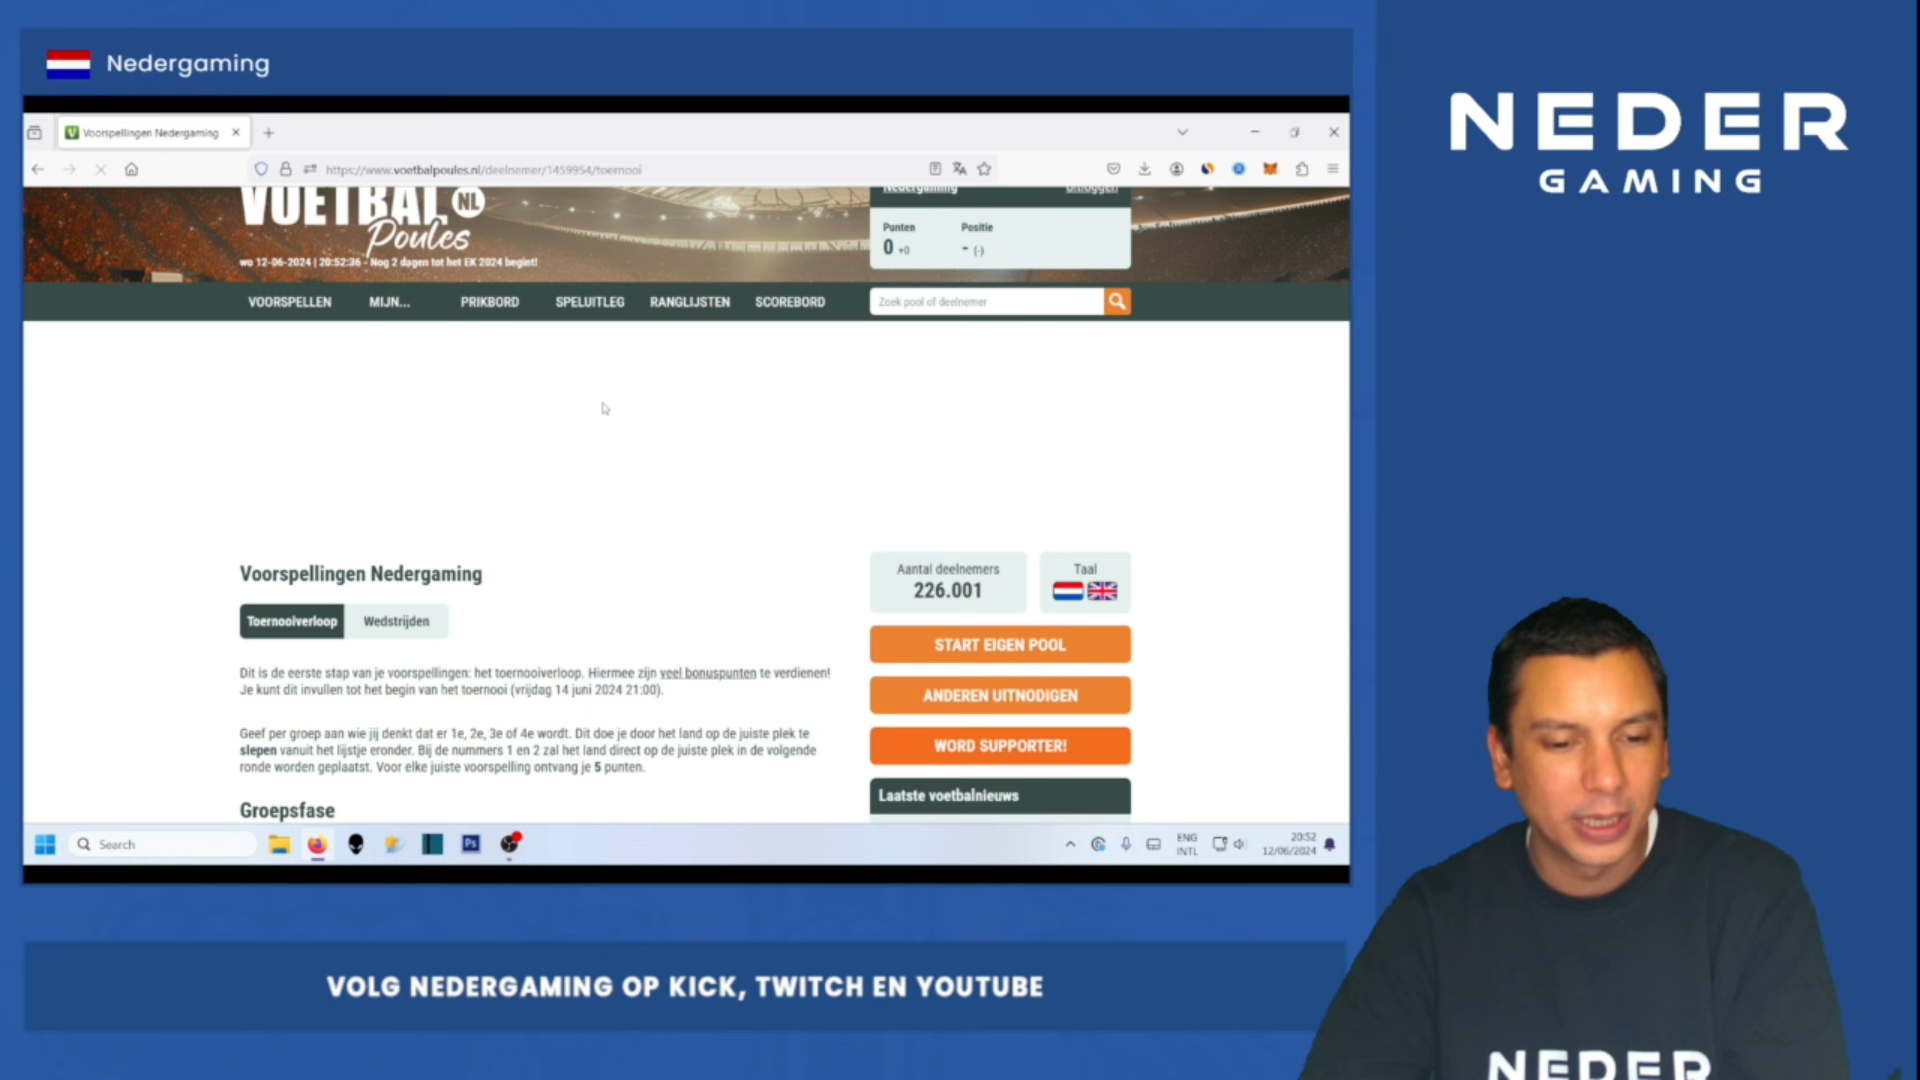 Nedergaming
NEDER
GAMING
Voorspellingen Nedergaming
https://www.voetbalpoules.nl/deelnemer/1459954/toernooi
VOETBAL NL
Poules
wo 12-06-2024 | 20:52:36 - Nog 2 dagen tot het EK 2024 begint!
Nedergaming
uitloggen
Punten
Positie
0 +0
- (-)
VOORSPELLEN
MIJN...
PRIKBORD
SPELUITLEG
RANGLIJSTEN
SCOREBORD
Zoek pool of deelnemer
Voorspellingen Nedergaming
Toernooiverloop
Wedstrijden
Dit is de eerste stap van je voorspellingen: het toernooiverloop. Hiermee zijn veel bonuspunten te verdienen!
Je kunt dit invullen tot het begin van het toernooi (vrijdag 14 juni 2024 21:00).
Geef per groep aan wie jij denkt dat er 1e, 2e, 3e of 4e wordt. Dit doe je door het land op de juiste plek te
slepen vanuit het lijstje eronder. Bij de nummers 1 en 2 zal het land direct op de juiste plek in de volgende
ronde worden geplaatst. Voor elke juiste voorspelling ontvang je 5 punten.
Groepsfase
Aantal deelnemers
226.001
Taal
START EIGEN POOL
ANDEREN UITNODIGEN
WORD SUPPORTER!
Laatste voetbalnieuws
Search
Ps
ENG
INTL
20:52
12/06/2024
VOLG NEDERGAMING OP KICK, TWITCH EN YOUTUBE
NEDER